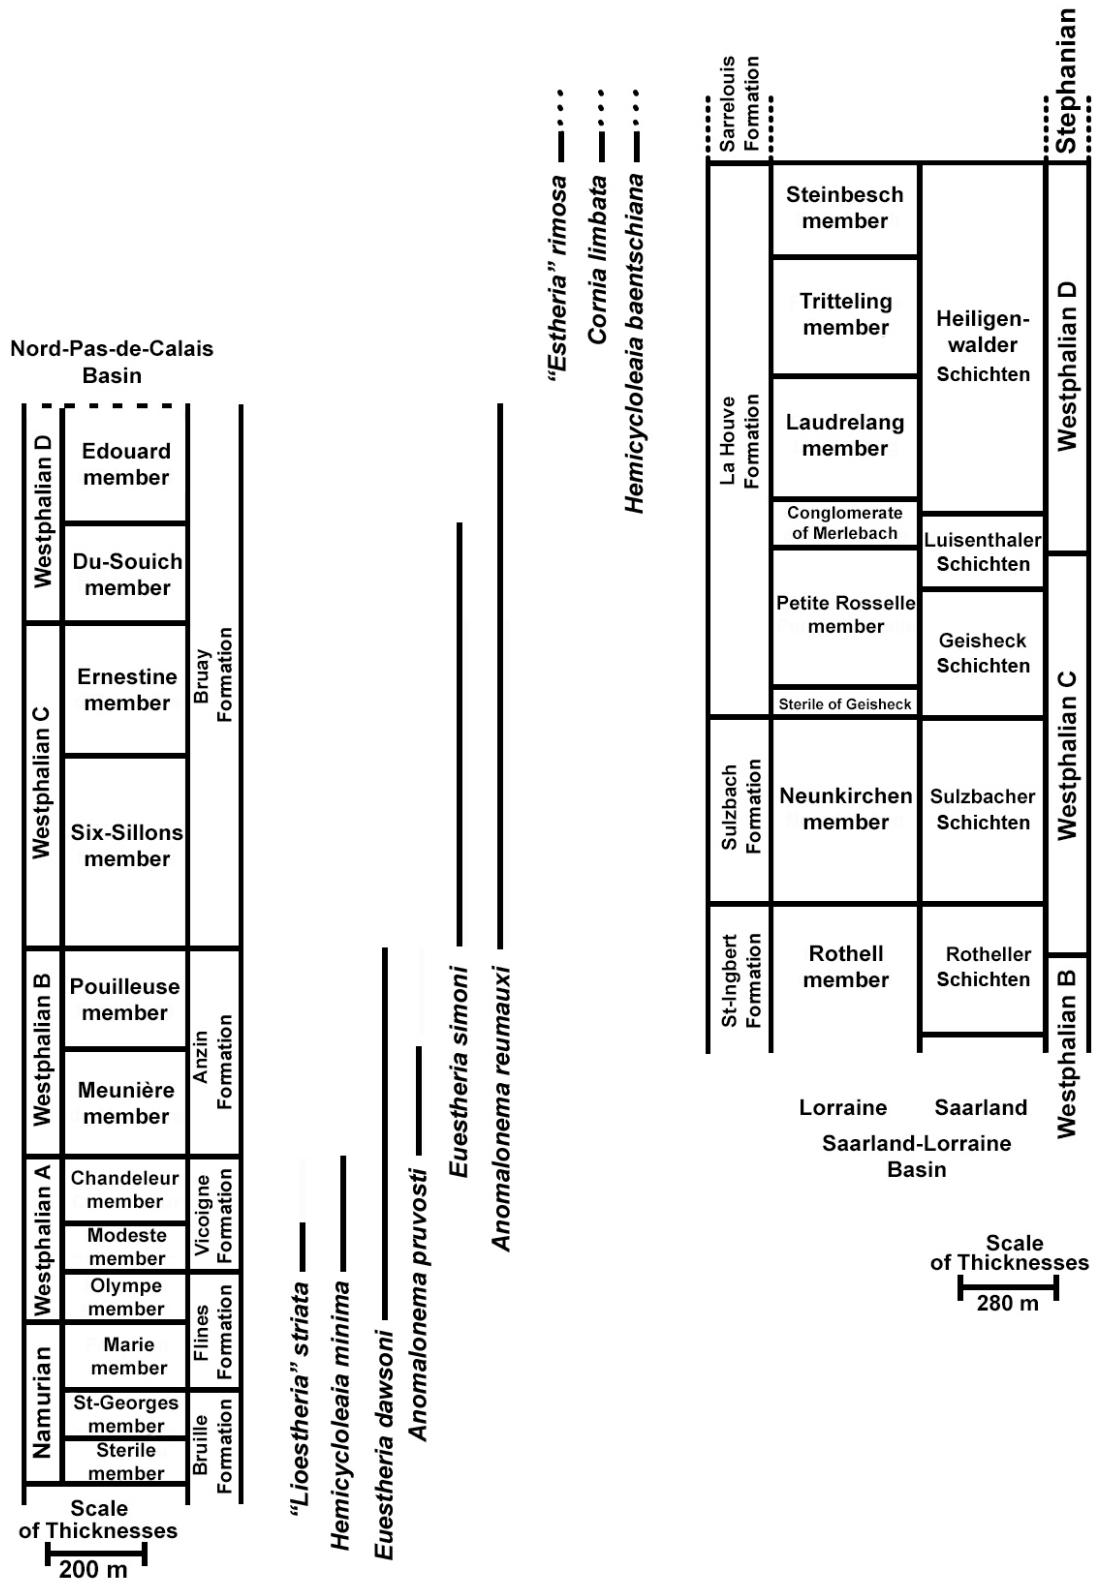 Nord-Pas-de-Calais
Basin
Westphalian D
Westphalian C
Westphalian B
Westphalian A
Namurian
Edouard
member
Du-Souich
member
Ernestine
member
Six-Sillons
member
Pouilleuse
member
Meunière
member
Chandeleur
member
Modeste
member
Olympe
member
Marie
member
St-Georges
member
Sterile
member
Bruay
Formation
Anzin
Formation
Vicoigne
Formation
Flines
Formation
Bruille
Formation
Scale
of Thicknesses
200 m
“Lioestheria” striata
Hemicycloleaia minima
Euestheria dawsoni
Anomalonema pruvosti
Euestheria simoni
Anomalonema reumauxi
“Estheria” rimosa
Cornia limbata
Hemicycloleaia baentschiana
Sarrelouis
Formation
La Houve
Formation
Sulzbach
Formation
St-Ingbert
Formation
Steinbesch
member
Tritteling
member
Laudrelang
member
Conglomerate
of Merlebach
Petite Rosselle
member
Sterile of Geisheck
Neunkirchen
member
Rothell
member
Heiligen-
walder
Schichten
Luisenthaler
Schichten
Geisheck
Schichten
Sulzbacher
Schichten
Rotheller
Schichten
Stephanian
Westphalian D
Westphalian C
Westphalian B
Lorraine
Saarland
Saarland-Lorraine
Basin
Scale
of Thicknesses
280 m